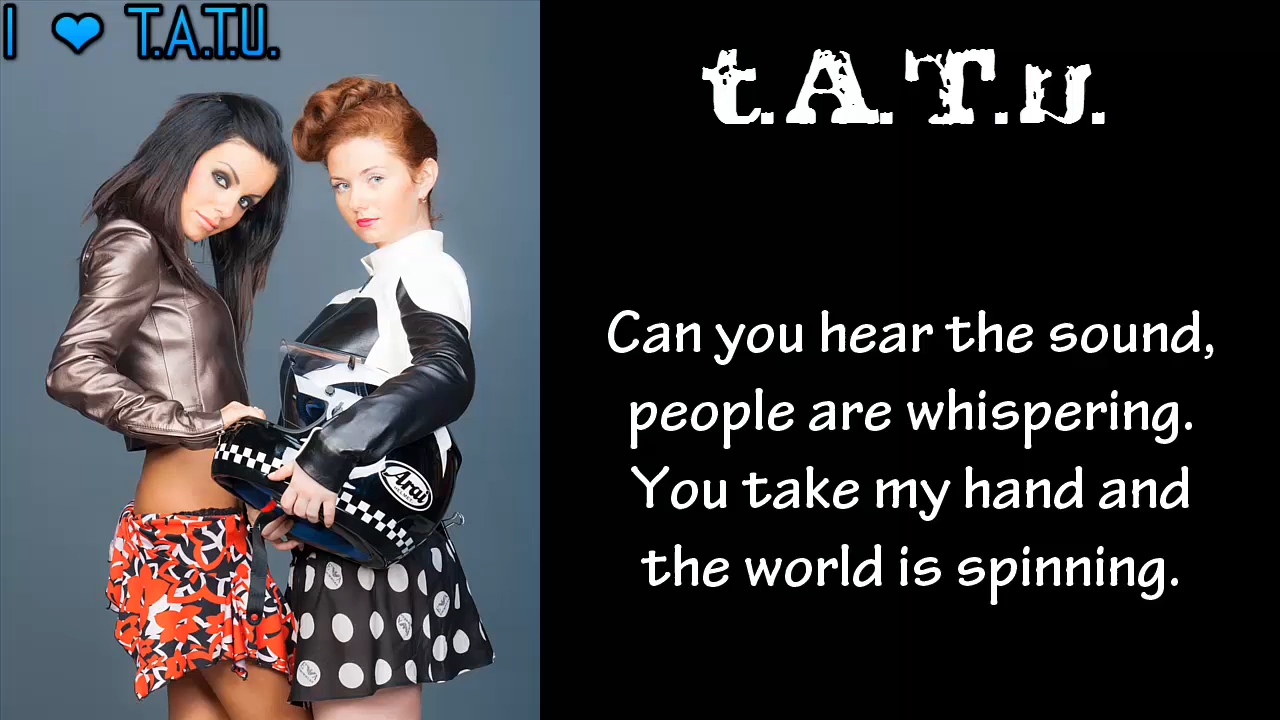 I ❤ T.A.T.U.
t.A.T.u.
Can you hear the sound,
people are whispering.
You take my hand and
the world is spinning.
Arai